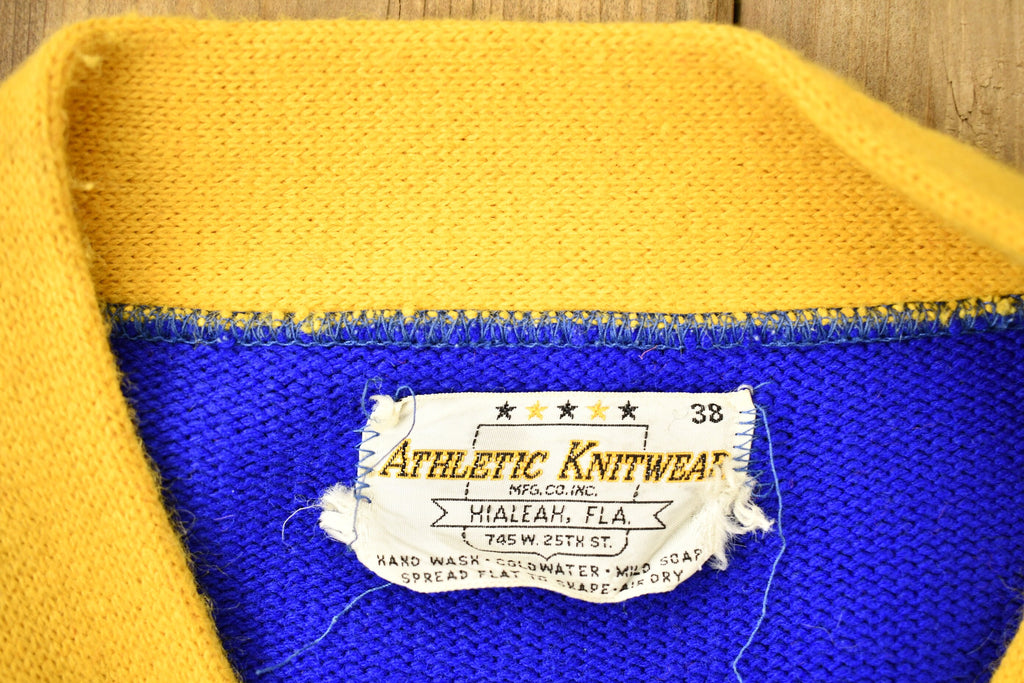 38
ATHLETIC KNITWEAR
MFG. CO. INC.
HIALEAH, FLA.
745 W. 25TH ST.
HAND WASH · COLDWATER · MILD SOAP
SPREAD FLAT TO SHAPE · AIR DRY